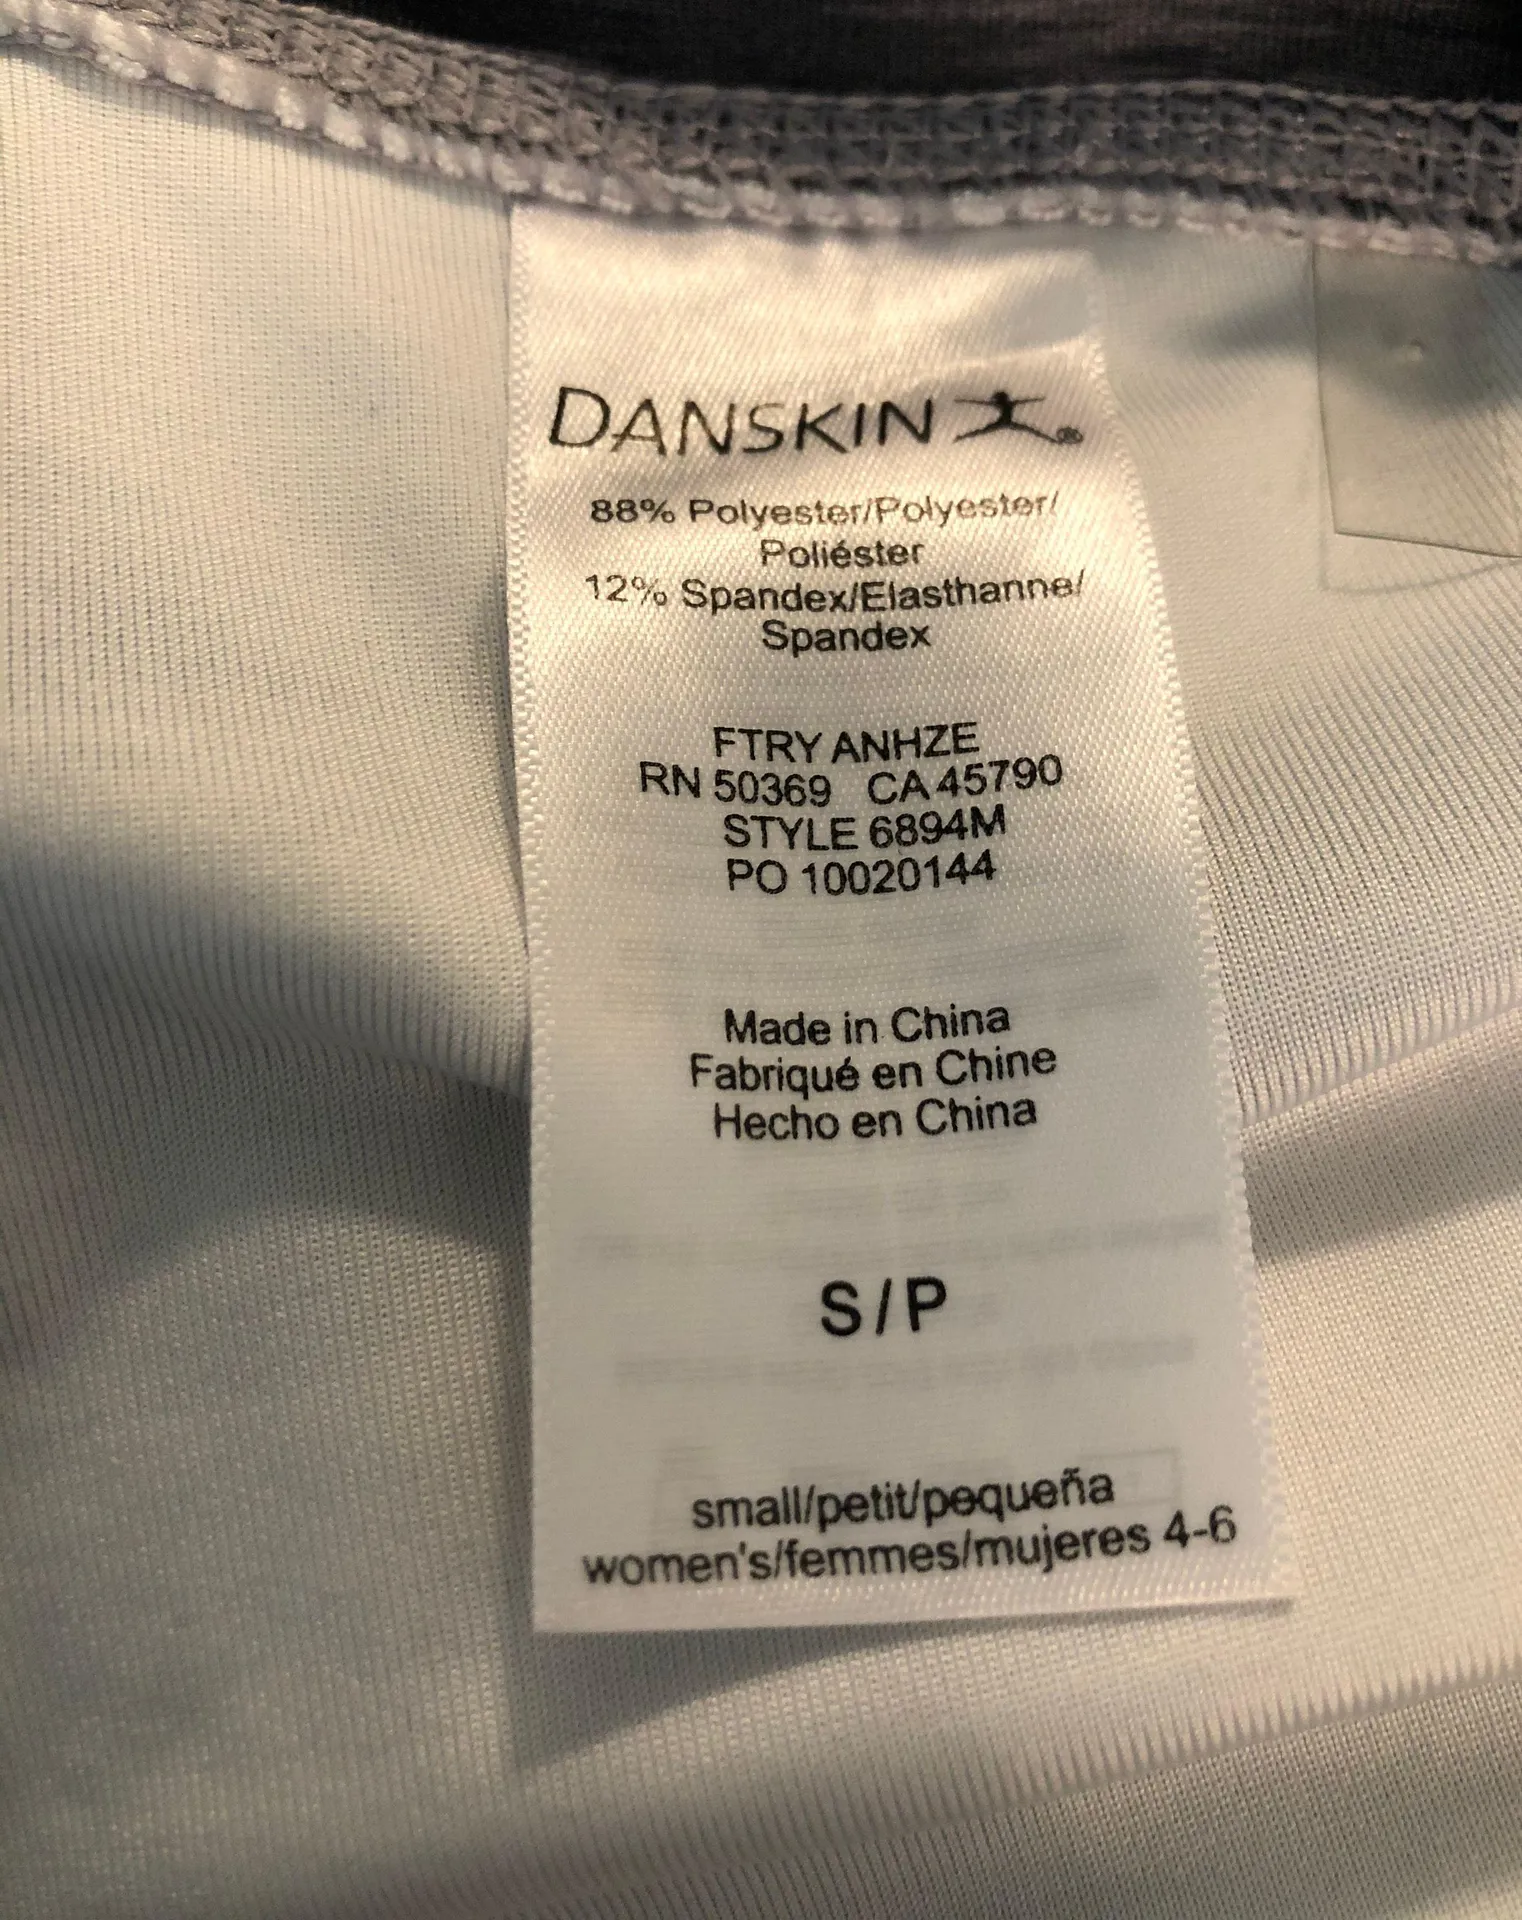 DANSKIN ®
88% Polyester/Polyester/
Poliéster
12% Spandex/Elasthanne/
Spandex
FTRY ANHZE
RN 50369 CA 45790
STYLE 6894M
PO 10020144
Made in China
Fabriqué en Chine
Hecho en China
S/P
small/petit/pequeña
women's/femmes/mujeres 4-6